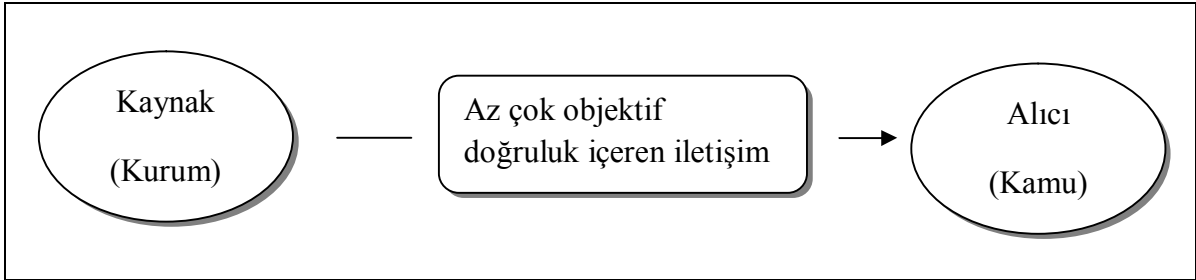 Kaynak
(Kurum)
Az çok objektif
doğruluk içeren iletişim
Alıcı
(Kamu)